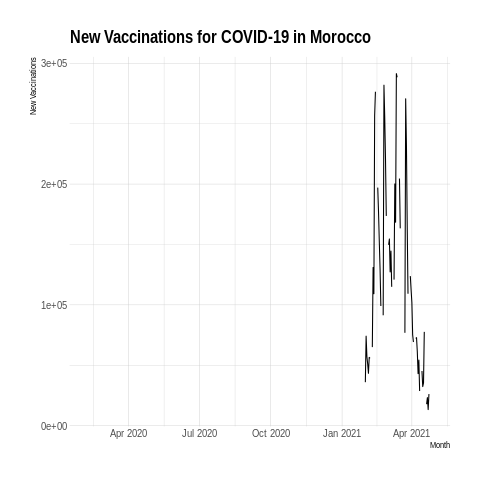 New Vaccinations for COVID-19 in Morocco
New Vaccinations
3e+05
2e+05
1e+05
0e+00
Apr 2020 Jul 2020 Oct 2020 Jan 2021 Apr 2021
Month